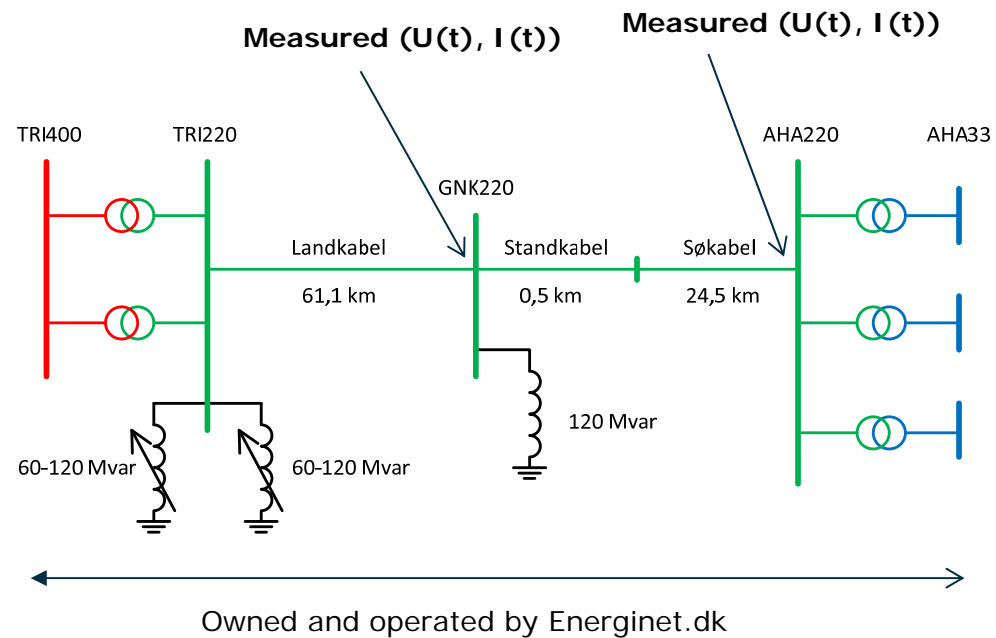 Measured (U(t), I(t))
Measured (U(t), I(t))
TRI400
TRI220
GNK220
AHA220
AHA33
Landkabel
61,1 km
Standkabel
0,5 km
Søkabel
24,5 km
120 Mvar
60-120 Mvar
60-120 Mvar
Owned and operated by Energinet.dk